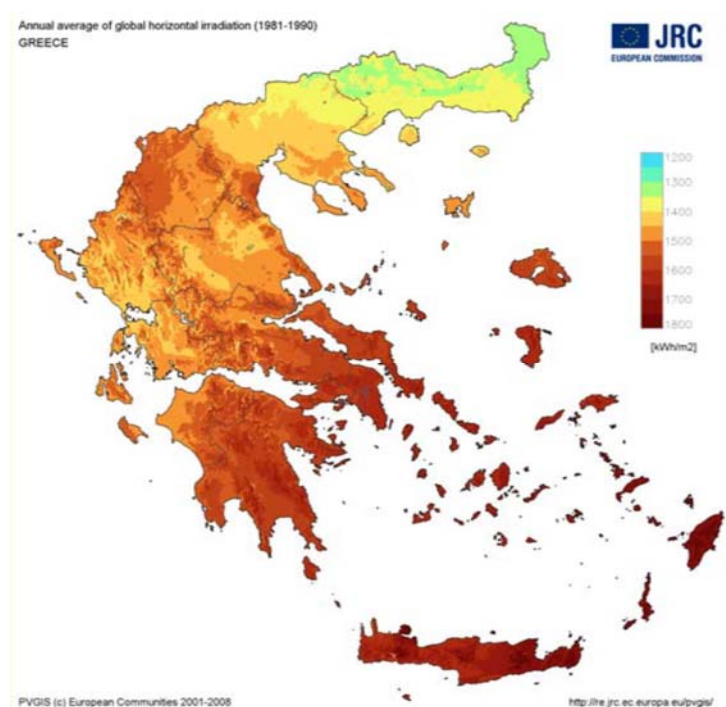 Annual average of global horizontal irradiation (1981-1990)
GREECE
JRC
EUROPEAN COMMISSION
1200
1300
1400
1500
1600
1700
1800
[kWh/m2]
PVGIS (c) European Communities 2001-2008
http://re.jrc.ec.europa.eu/pvgis/